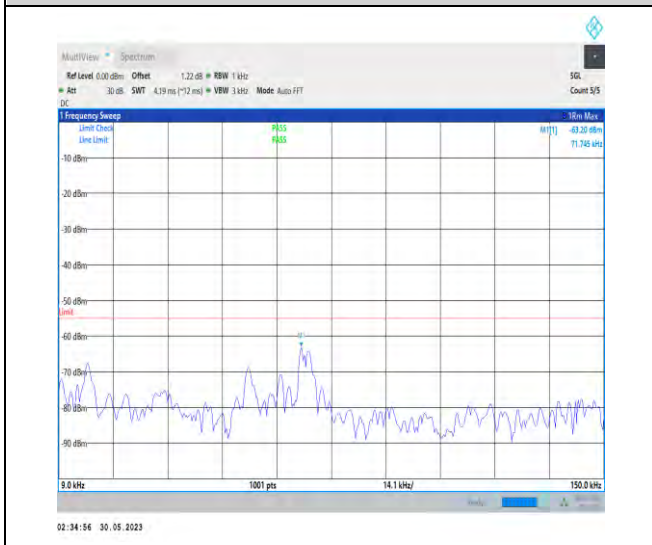 MultiView Spectrum
Ref Level 0.00 dBm Offset 1.22 dB RBW 1 kHz SGL
Att 30 dB SWT 4.19 ms (~12 ms) VBW 3 kHz Mode Auto FFT Count 5/5
DC
1 Frequency Sweep 1Rm Max
Limit Check PASS M1[1] -63.20 dBm
Line Limit PASS 71.745 kHz
-10 dBm
-20 dBm
-30 dBm
-40 dBm
-50 dBm
Limit
-60 dBm
M1
-70 dBm
-80 dBm
-90 dBm
9.0 kHz 1001 pts 14.1 kHz/ 150.0 kHz
Ready
02:34:56 30.05.2023